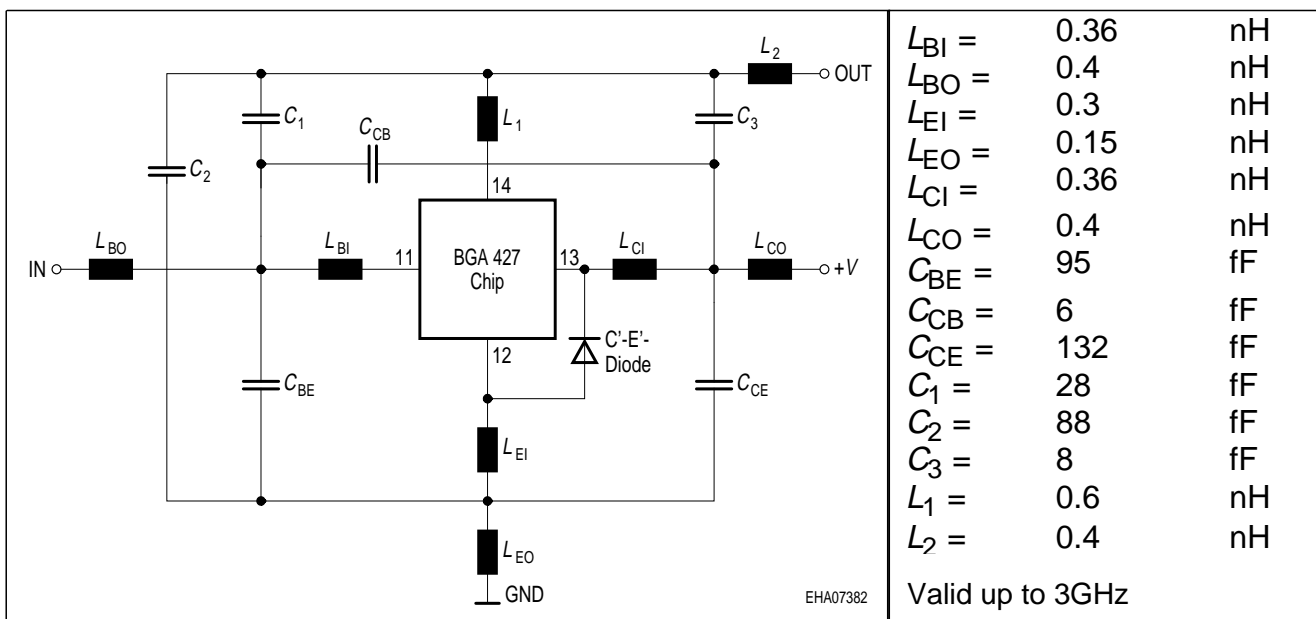 L2
OUT
C1
L1
C3
CCB
C2
14
LBO
LBI
LCI
LCO
IN
11
BGA 427
Chip
13
+V
12
C'-E'-
Diode
CBE
CCE
LEI
LEO
GND
EHA07382
LBI = 0.36 nH
LBO = 0.4 nH
LEI = 0.3 nH
LEO = 0.15 nH
LCI = 0.36 nH
LCO = 0.4 nH
CBE = 95 fF
CCB = 6 fF
CCE = 132 fF
C1 = 28 fF
C2 = 88 fF
C3 = 8 fF
L1 = 0.6 nH
L2 = 0.4 nH
Valid up to 3GHz